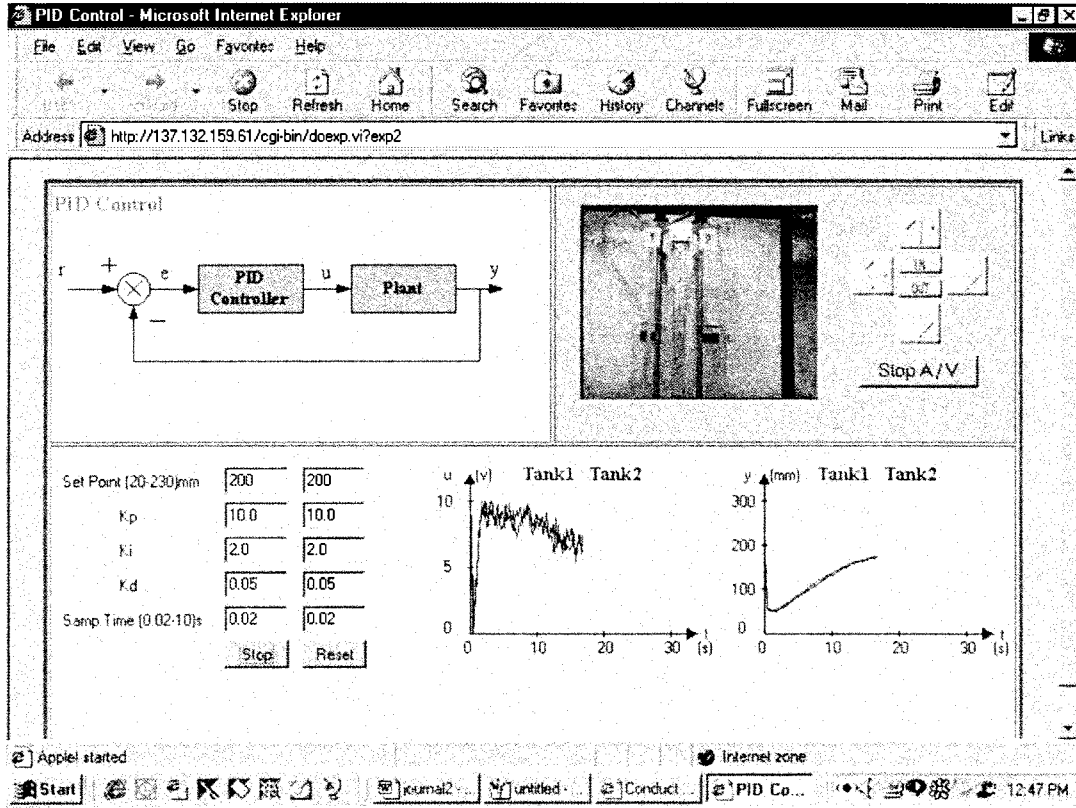 PID Control - Microsoft Internet Explorer
File Edit View Go Favorites Help
Stop Refresh Home Search Favorites History Channels Fullscreen Mail Print Edit
Address http://137.132.159.61/cgi-bin/doexp.vi?exp2 Links
PID Control
r + e PID Controller u Plant y
−
IN
OUT
Stop A / V
Set Point (20-230)mm 200 200
Kp 10.0 10.0
Ki 2.0 2.0
Kd 0.05 0.05
Samp Time (0.02-10)s 0.02 0.02
Stop Reset
u (v) Tank1 Tank2
10
5
0
0 10 20 30 t (s)
y (mm) Tank1 Tank2
300
200
100
0
0 10 20 30 t (s)
Applet started Internet zone
Start journal2 -... untitled -... Conduct ... PID Co... 12:47 PM